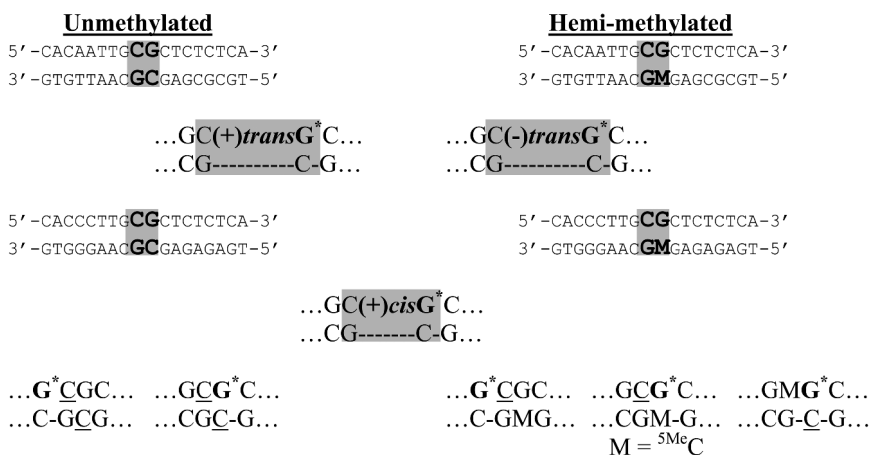 Unmethylated Hemi-methylated
5′-CACAATTGCGCTCTCTCA-3′ 5′-CACAATTGCGCTCTCTCA-3′
3′-GTGTTAACGCGAGCGCGT-5′ 3′-GTGTTAACGMGAGCGCGT-5′
…GC(+)transG*C… …GC(-)transG*C…
…CG----------C-G… …CG----------C-G…
5′-CACCCTTGCGCTCTCTCA-3′ 5′-CACCCTTGCGCTCTCTCA-3′
3′-GTGGGAACGCGAGAGAGT-5′ 3′-GTGGGAACGMGAGAGAGT-5′
…GC(+)cisG*C…
…CG-------C-G…
…G*CGC… …GCG*C… …G*CGC… …GCG*C… …GMG*C…
…C-GCG… …CGC-G… …C-GMG… …CGM-G… …CG-C-G…
M = 5MeC